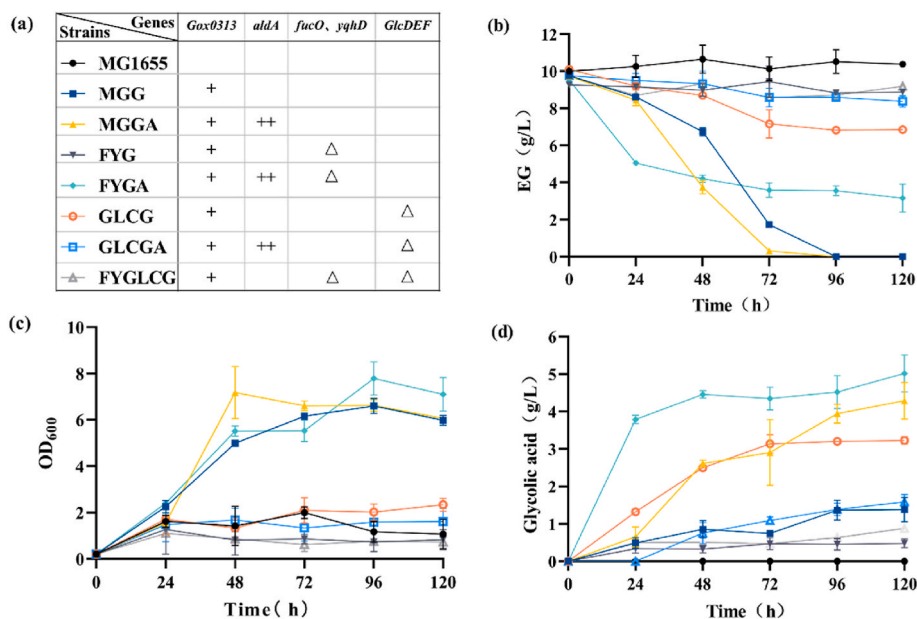 (a)
Genes Gox0313 aldA fucO、yqhD GlcDEF
Strains
MG1655
MGG +
MGGA + ++
FYG + △
FYGA + ++ △
GLCG + △
GLCGA + ++ △
FYGLCG + △ △
(b)
12
10
8
6
4
2
0
EG（g/L）
0 24 48 72 96 120
Time（h）
(c)
10
8
6
4
2
0
OD600
0 24 48 72 96 120
Time（h）
(d)
6
5
4
3
2
1
0
Glycolic acid（g/L）
0 24 48 72 96 120
Time（h）